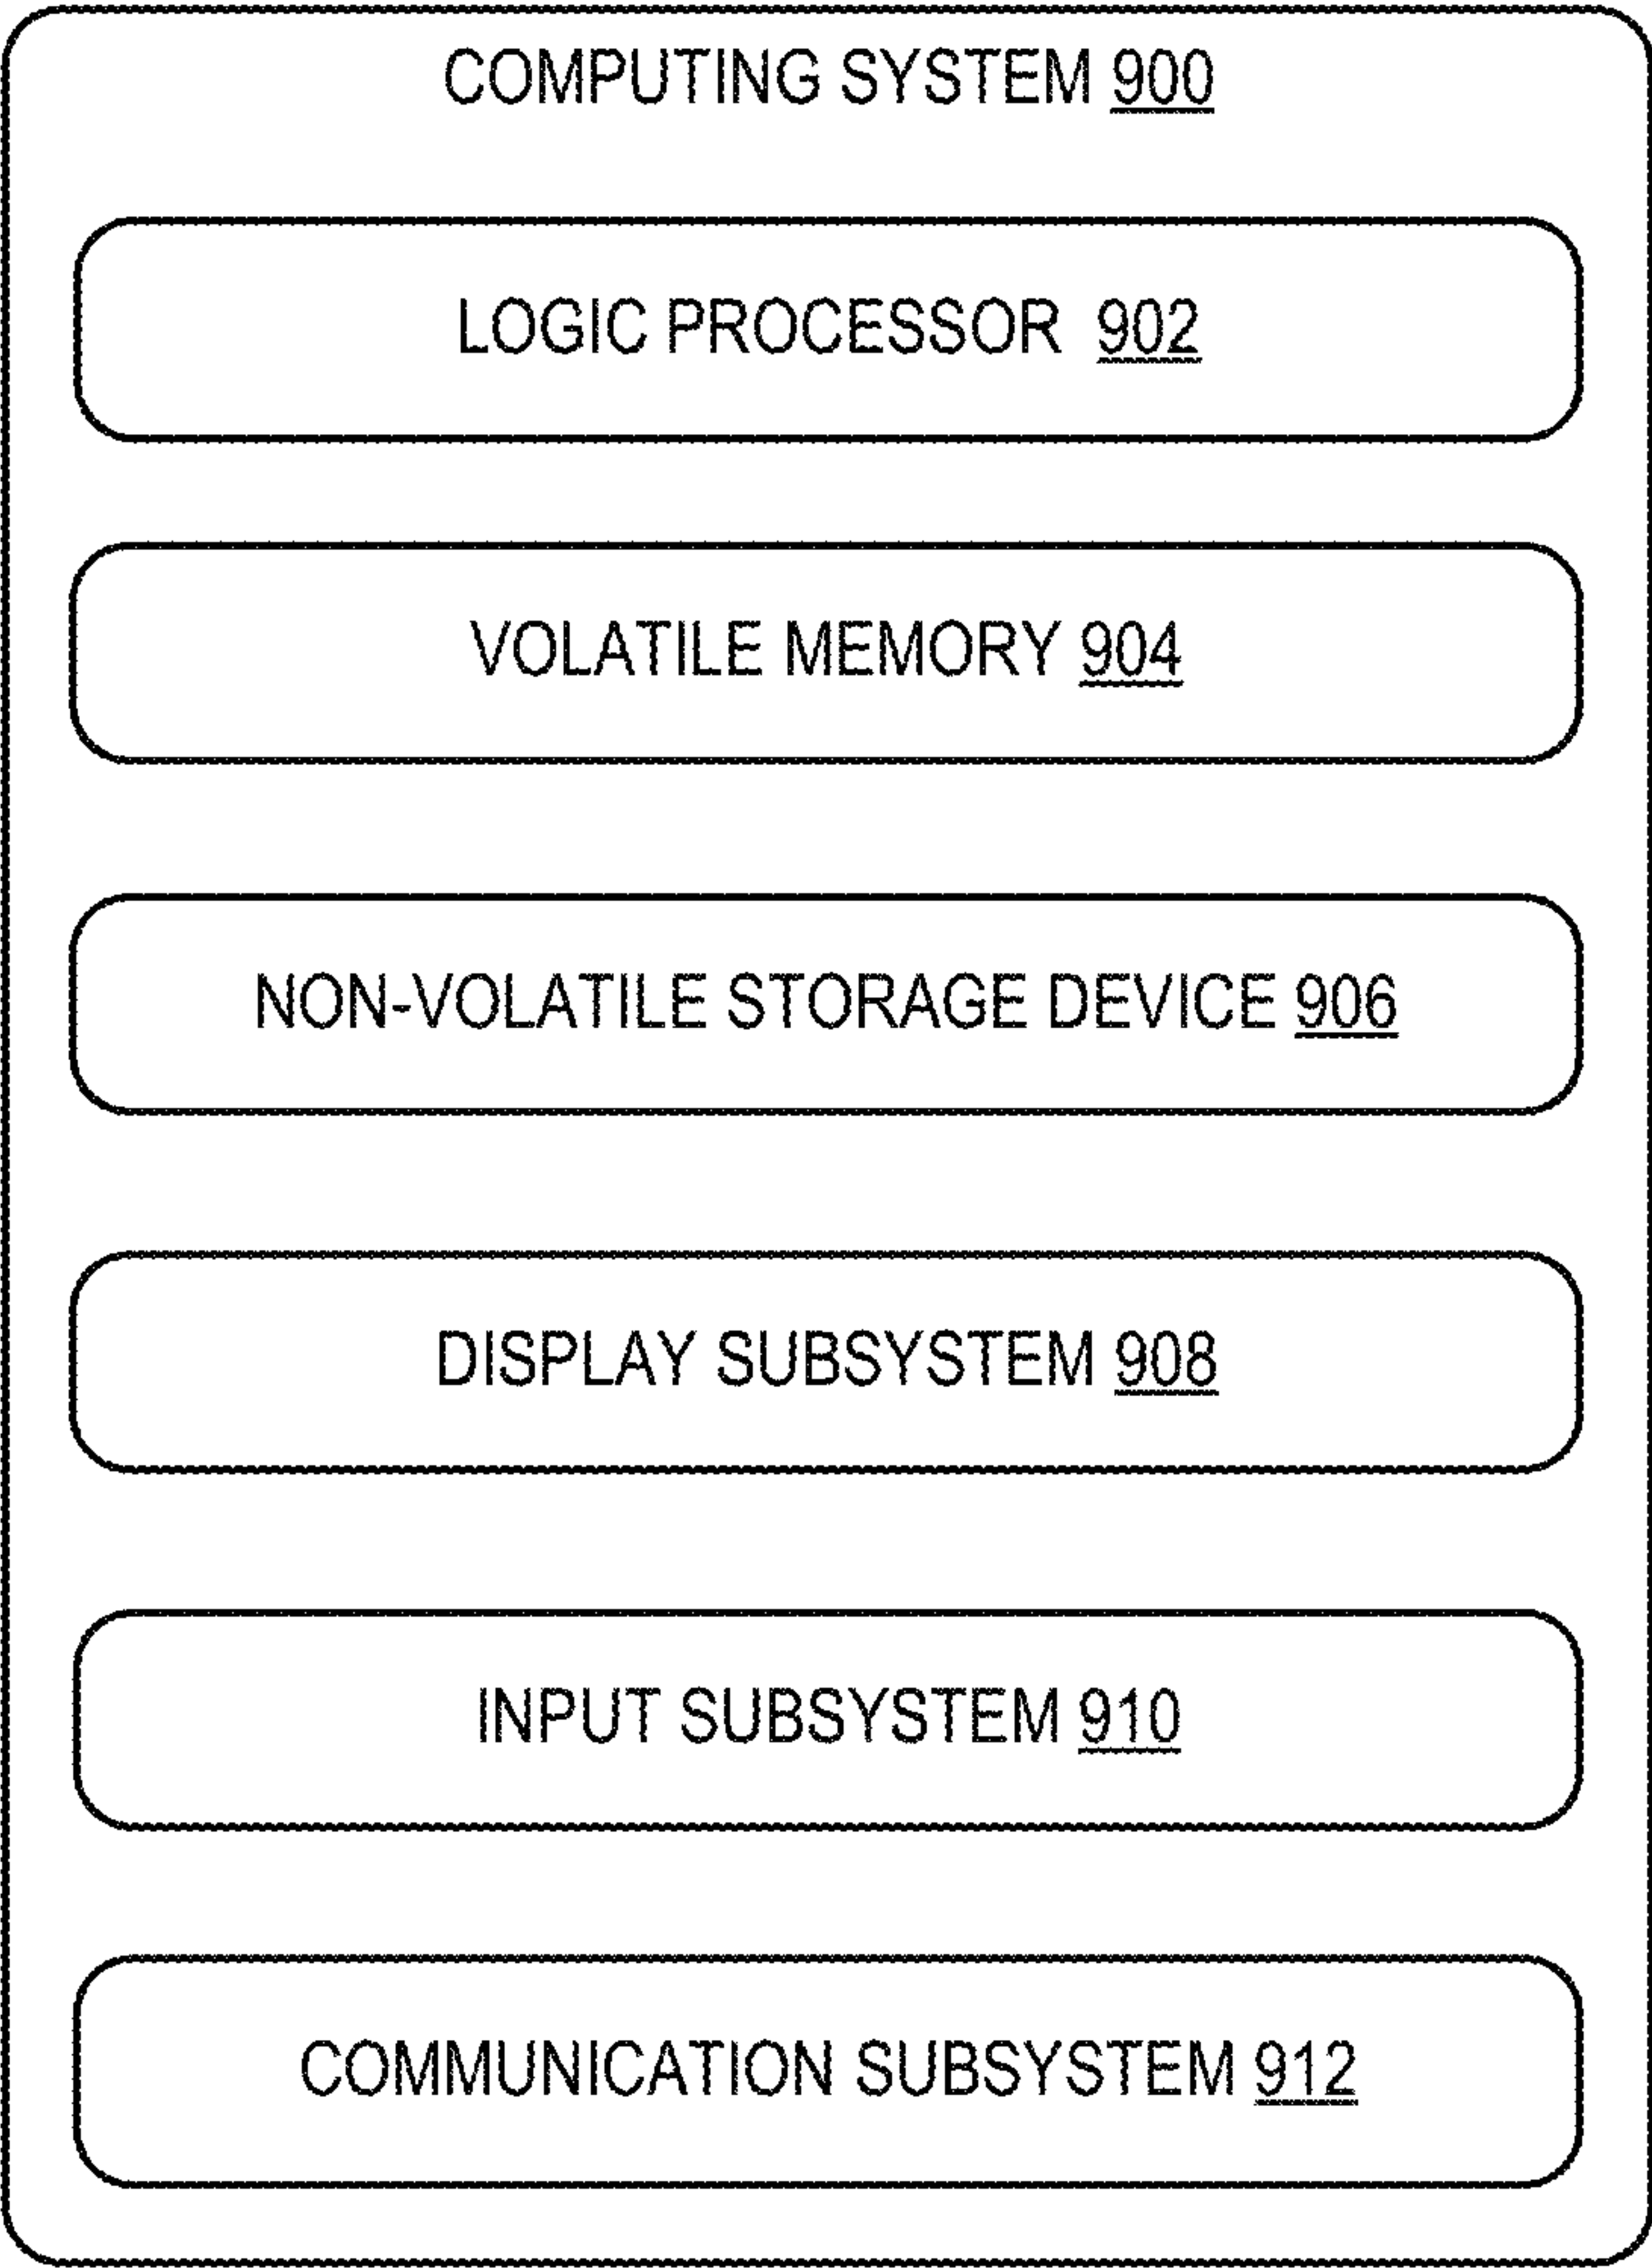 COMPUTING SYSTEM 900
LOGIC PROCESSOR 902
VOLATILE MEMORY 904
NON-VOLATILE STORAGE DEVICE 906
DISPLAY SUBSYSTEM 908
INPUT SUBSYSTEM 910
COMMUNICATION SUBSYSTEM 912